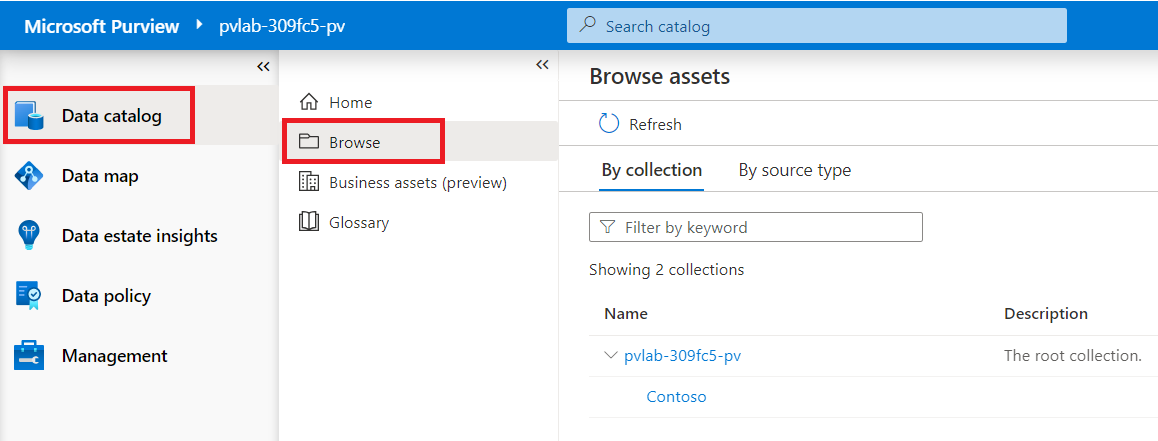 Microsoft Purview pvlab-309fc5-pv
Search catalog
Data catalog
Data map
Data estate insights
Data policy
Management
Home
Browse
Business assets (preview)
Glossary
Browse assets
Refresh
By collection By source type
Filter by keyword
Showing 2 collections
Name Description
pvlab-309fc5-pv The root collection.
Contoso